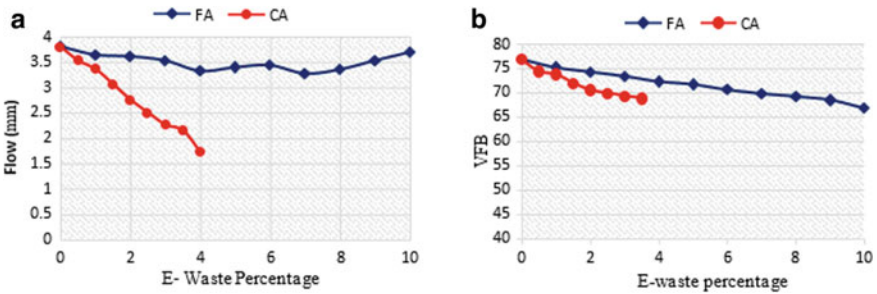 a
FA CA
4
3.5
3
2.5
2
1.5
1
0.5
0
Flow (mm)
0 2 4 6 8 10
E- Waste Percentage
b
FA CA
80
75
70
65
60
55
50
45
40
VFB
0 2 4 6 8 10
E-waste percentage